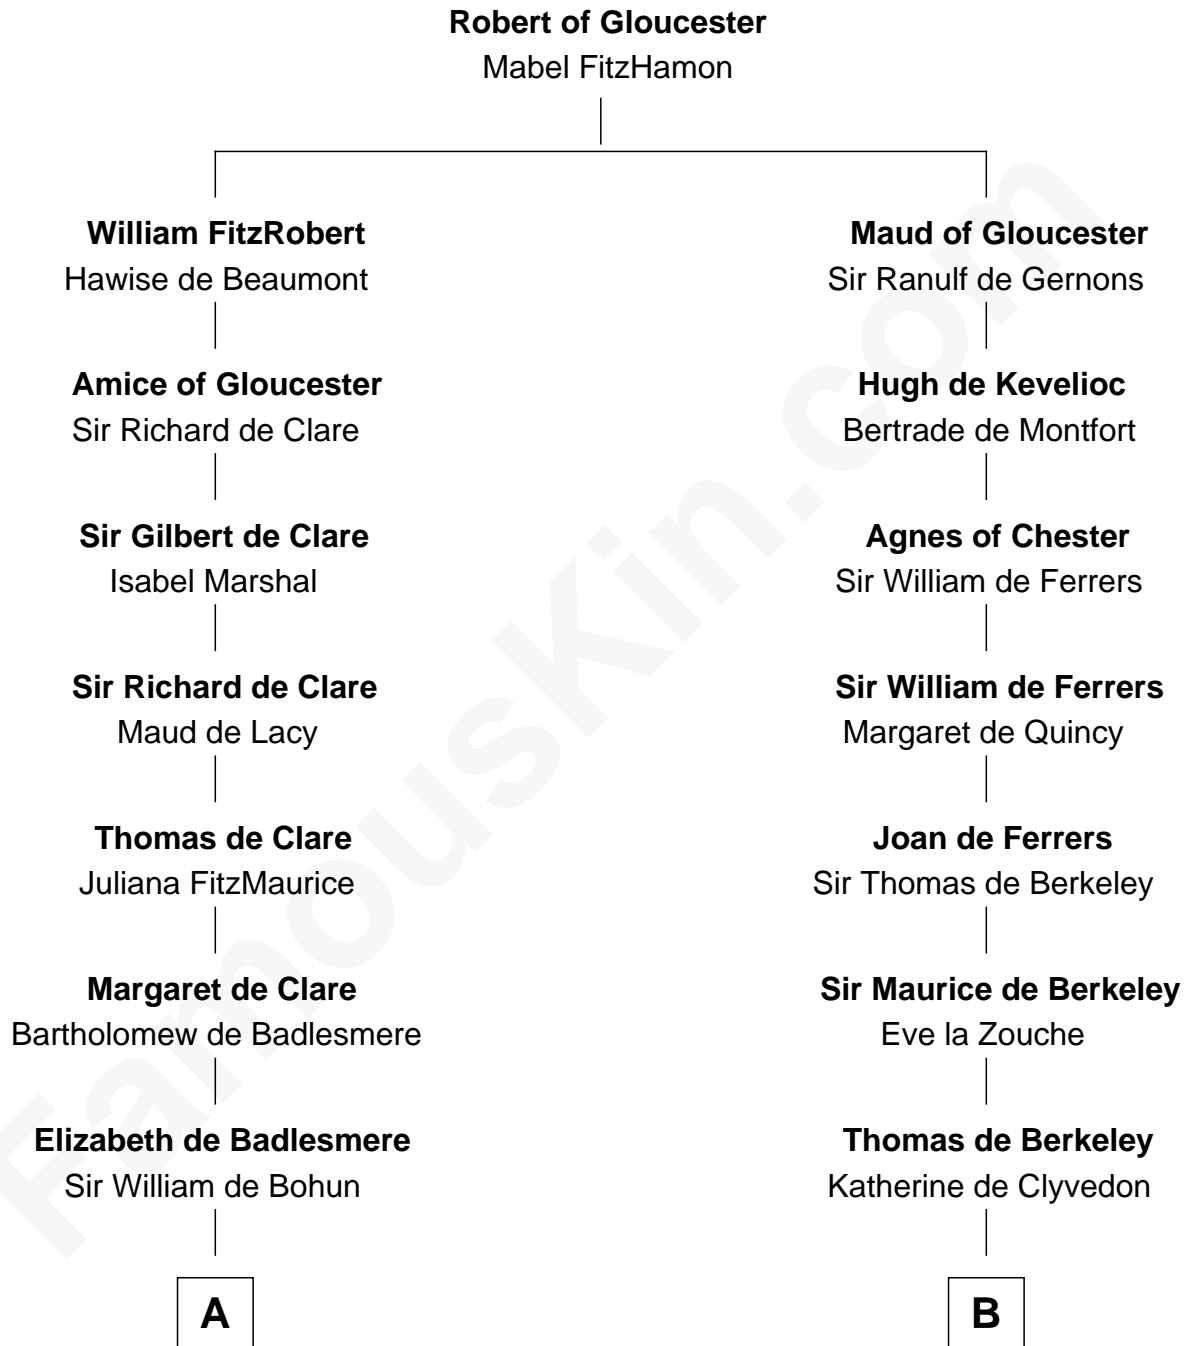 Robert of Gloucester
Mabel FitzHamon
William FitzRobert
Hawise de Beaumont
Maud of Gloucester
Sir Ranulf de Gernons
Amice of Gloucester
Sir Richard de Clare
Hugh de Kevelioc
Bertrade de Montfort
Sir Gilbert de Clare
Isabel Marshal
Agnes of Chester
Sir William de Ferrers
Sir Richard de Clare
Maud de Lacy
Sir William de Ferrers
Margaret de Quincy
Thomas de Clare
Juliana FitzMaurice
Joan de Ferrers
Sir Thomas de Berkeley
Margaret de Clare
Bartholomew de Badlesmere
Sir Maurice de Berkeley
Eve la Zouche
Elizabeth de Badlesmere
Sir William de Bohun
Thomas de Berkeley
Katherine de Clyvedon
A
B
FamousKin.com